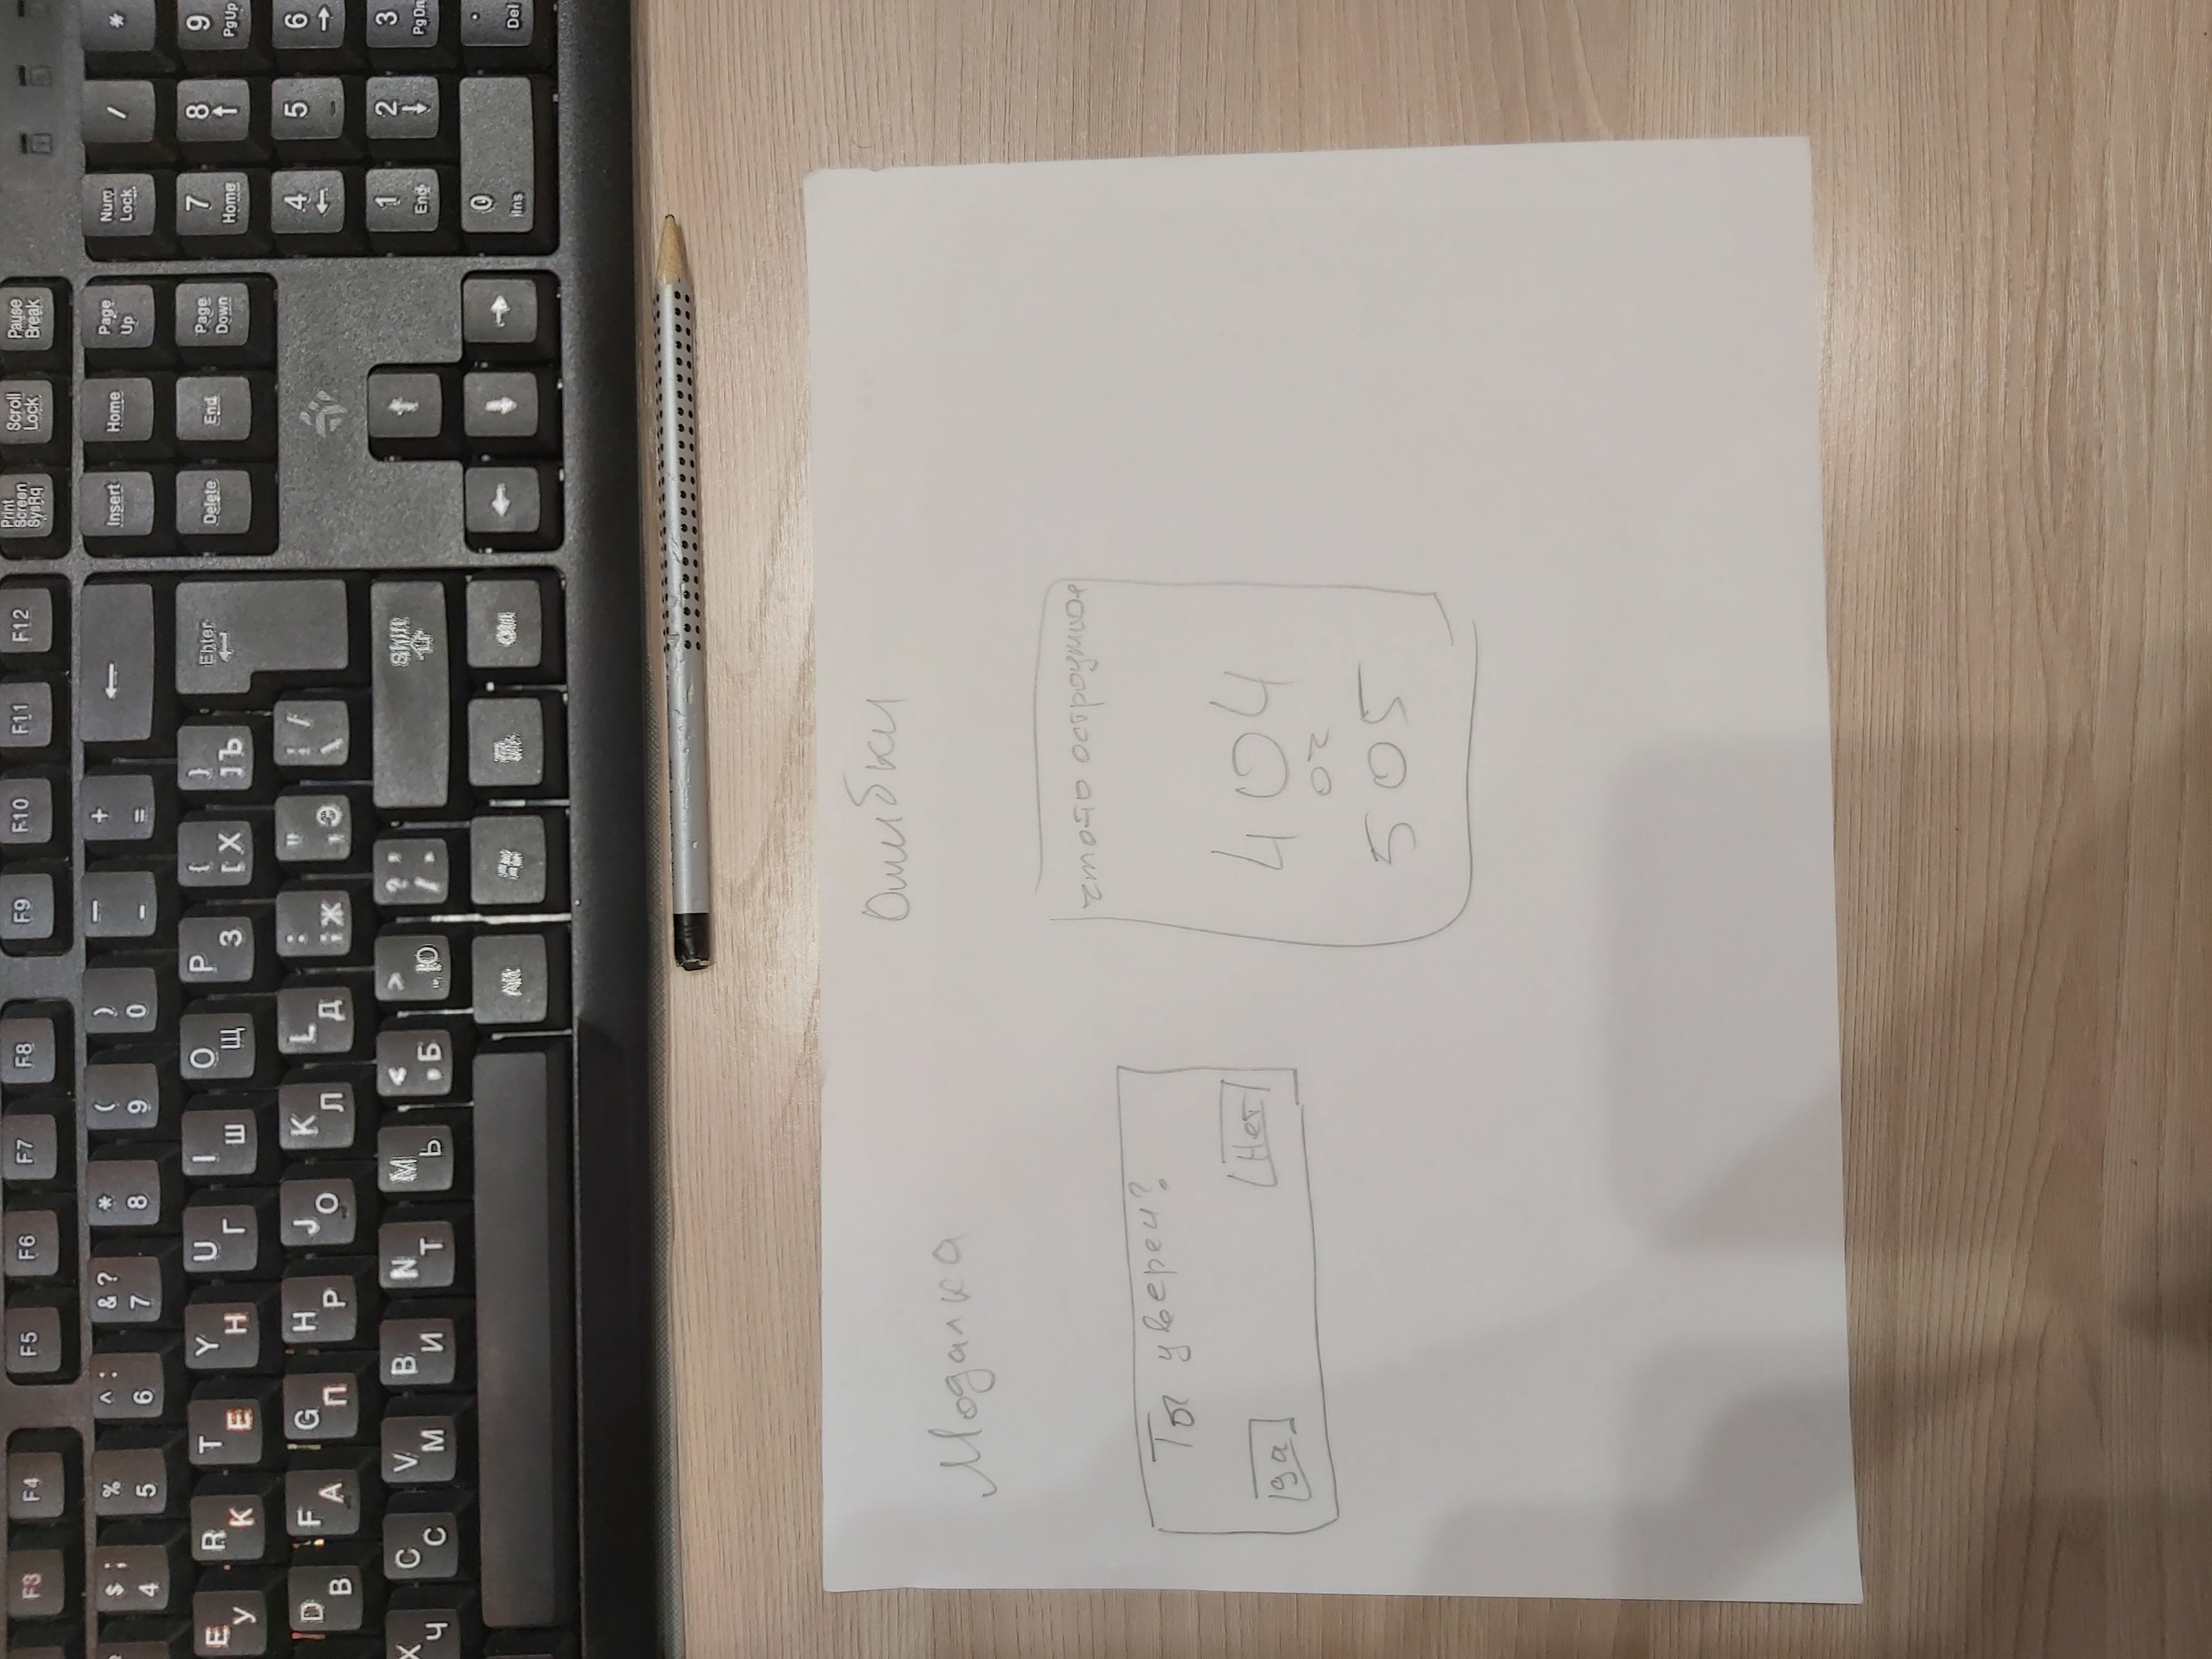 F3 F4 F5 F6 F7 F8 F9 F10 F11 F12 Print Screen SysRq Scroll Lock Pause Break
$ ; 4 % 5 ^ : 6 & ? 7 * 8 ( 9 ) 0 — - + = ← Insert Home Page Up Num Lock / *
E У R К T Е Y Н U Г I Ш O Щ P З { [ Х } ] Ъ Enter Delete End Page Down 7 Home 8 ↑ 9 PgUp
D В F А G П H Р J О K Л L Д : ; Ж " ' Э | / \ 4 ← 5 6 →
X Ч C С V М B И N Т M Ь < , Б > . Ю ? , / . Shift ↑ 1 End 2 ↓ 3 PgDn
Alt Ctrl ← ↓ → 0 Ins . Del
Ошибки
Модалка
чтото остроумное
Ты уверен?
да Нет
404
or
505